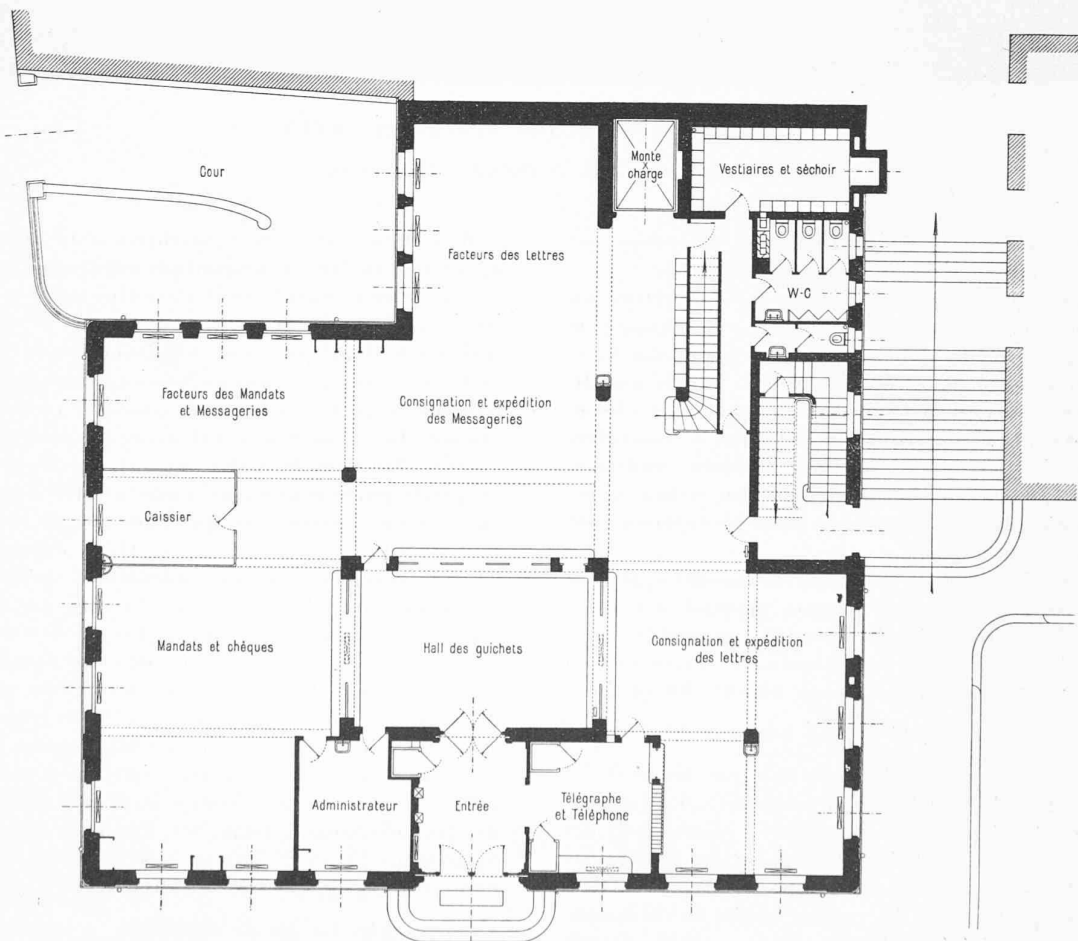 Cour
Monte
charge
Vestiaires et séchoir
Facteurs des lettres
W-C
Facteurs des Mandats
et Messageries
Consignation et expédition
des Messageries
Caissier
Mandats et chêques
Hall des guichets
Consignation et expédition
des lettres
Administrateur
Entrée
Télégraphe
et Téléphone